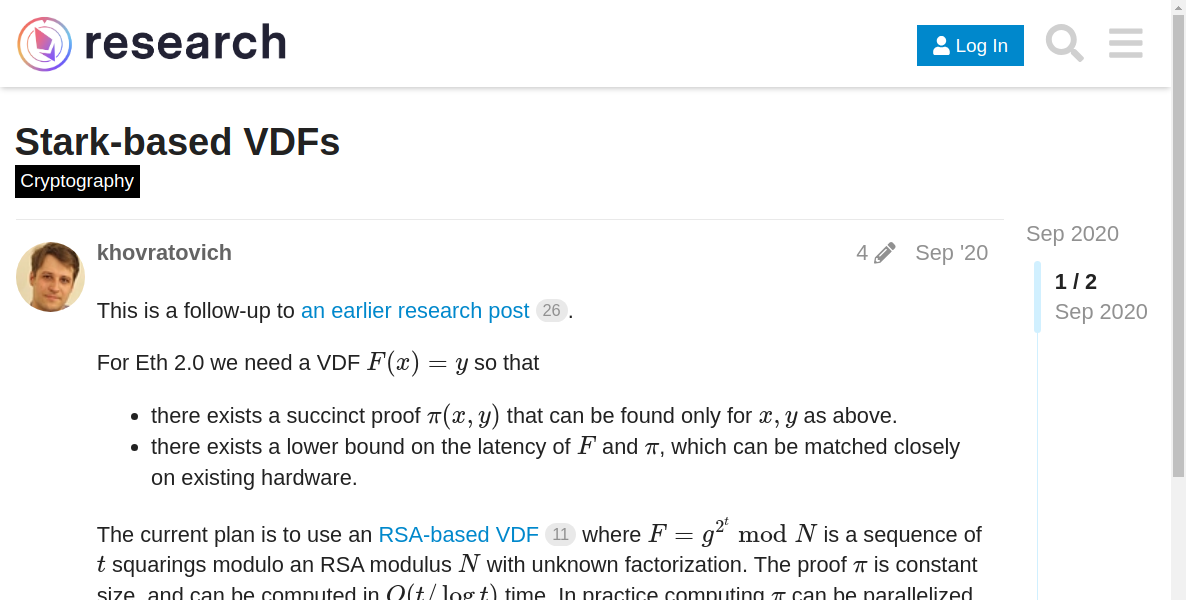 research
Log In
Stark-based VDFs
Cryptography
khovratovich
4
Sep '20
Sep 2020
1 / 2
Sep 2020
This is a follow-up to an earlier research post 26.
For Eth 2.0 we need a VDF F(x) = y so that
• there exists a succinct proof π(x, y) that can be found only for x, y as above.
• there exists a lower bound on the latency of F and π, which can be matched closely
on existing hardware.
The current plan is to use an RSA-based VDF 11 where F = g^{2^t} mod N is a sequence of
t squarings modulo an RSA modulus N with unknown factorization. The proof π is constant
size, and can be computed in O(t/ log t) time. In practice computing π can be parallelized